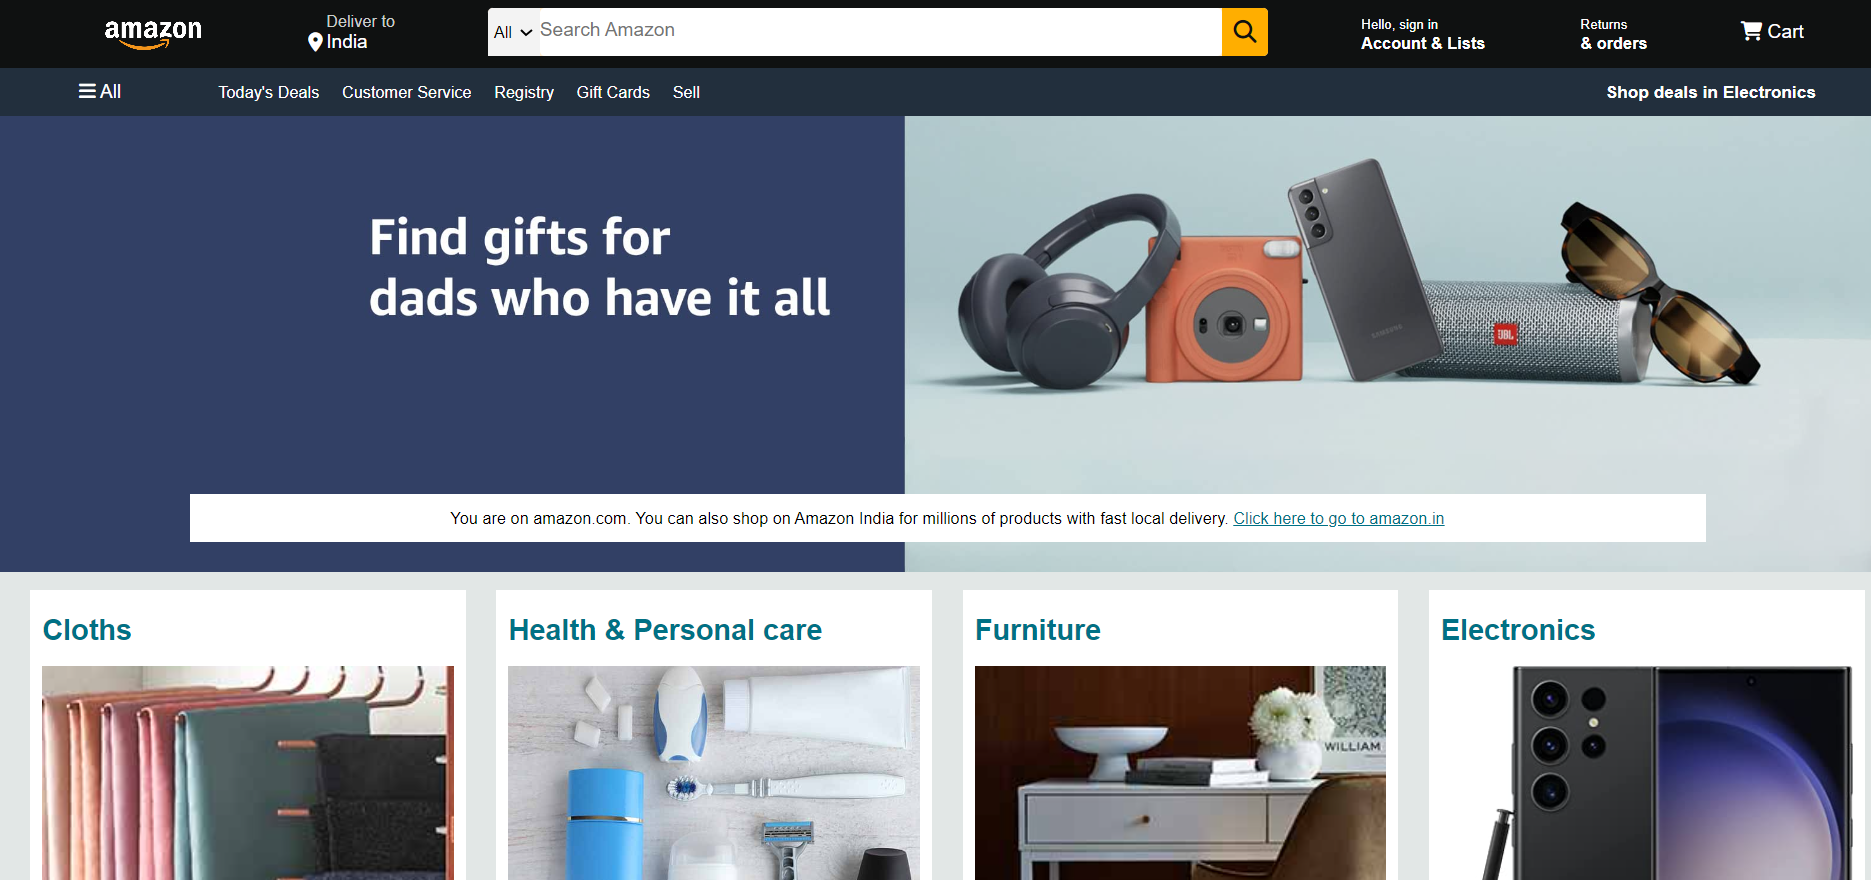 amazon
Deliver to
India
All
Search Amazon
Hello, sign in
Account & Lists
Returns
& orders
Cart
All
Today's Deals
Customer Service
Registry
Gift Cards
Sell
Shop deals in Electronics
Find gifts for
dads who have it all
SAMSUNG
JBL
You are on amazon.com. You can also shop on Amazon India for millions of products with fast local delivery. Click here to go to amazon.in
Cloths
Health & Personal care
Furniture
Electronics
WILLIAM